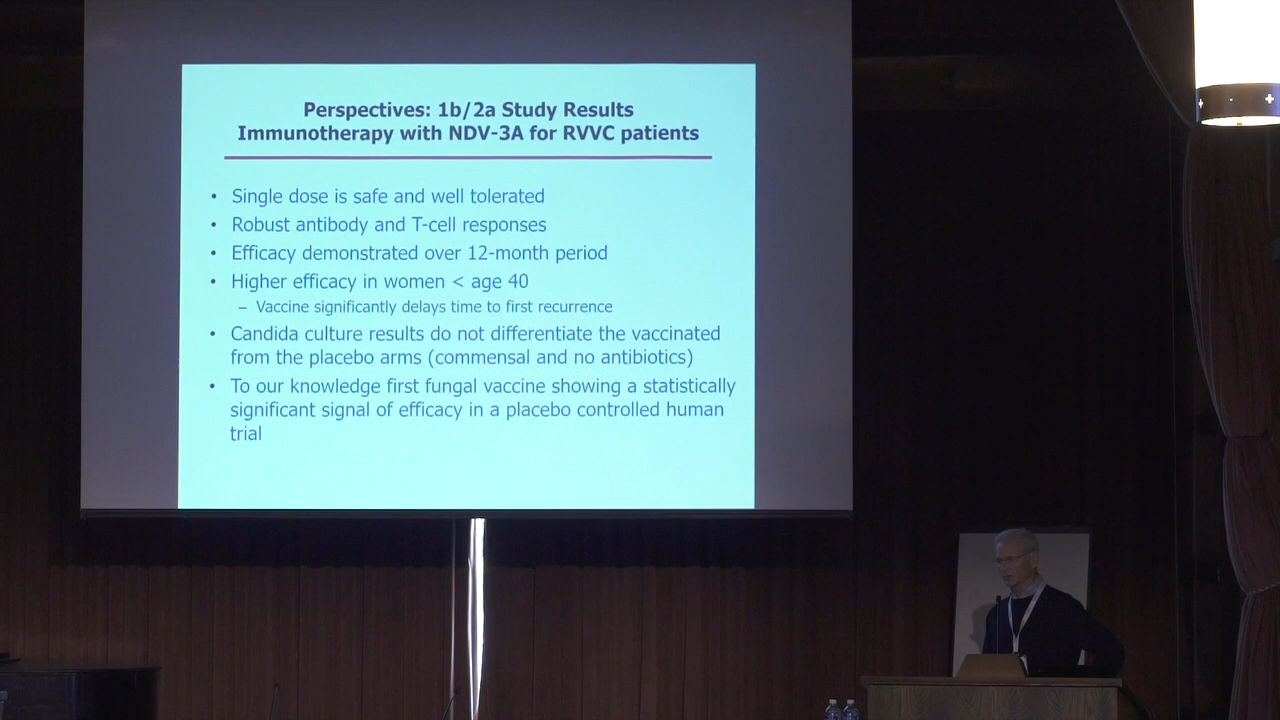 Perspectives: 1b/2a Study Results
Immunotherapy with NDV-3A for RVVC patients
• Single dose is safe and well tolerated
• Robust antibody and T-cell responses
• Efficacy demonstrated over 12-month period
• Higher efficacy in women < age 40
– Vaccine significantly delays time to first recurrence
• Candida culture results do not differentiate the vaccinated
from the placebo arms (commensal and no antibiotics)
• To our knowledge first fungal vaccine showing a statistically
significant signal of efficacy in a placebo controlled human
trial